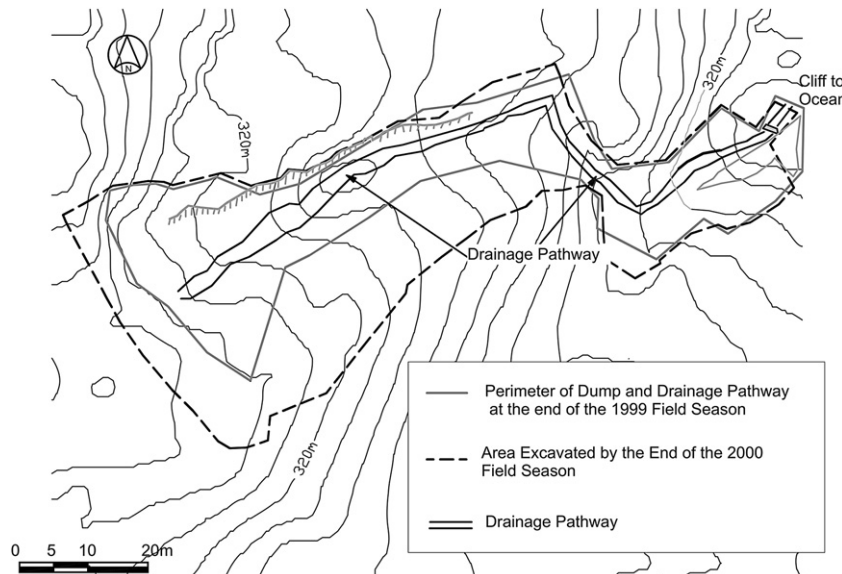 N
320m
Cliff to
Ocean
320m
Drainage Pathway
320m
Perimeter of Dump and Drainage Pathway
at the end of the 1999 Field Season
Area Excavated by the End of the 2000
Field Season
Drainage Pathway
0 5 10 20m